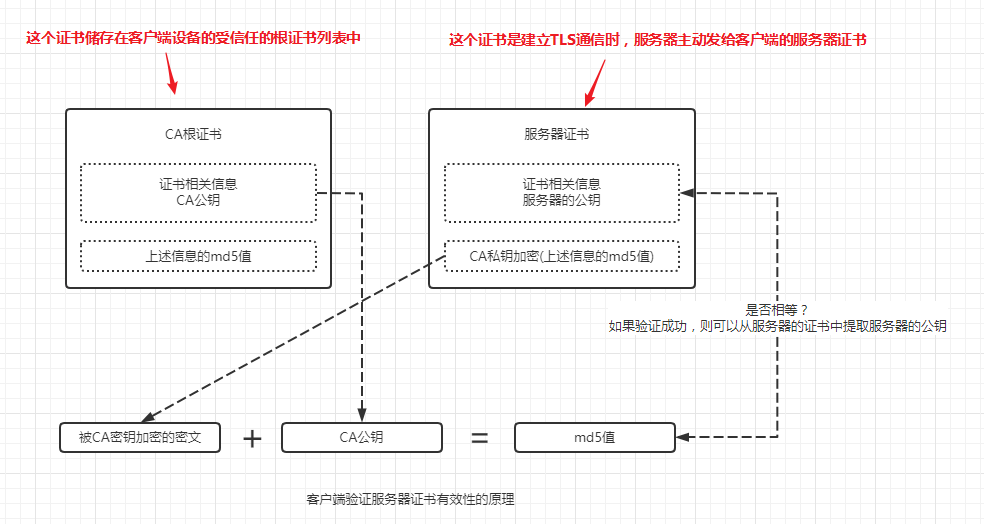 这个证书储存在客户端设备的受信任的根证书列表中
这个证书是建立TLS通信时，服务器主动发给客户端的服务器证书
CA根证书
证书相关信息
CA公钥
上述信息的md5值
服务器证书
证书相关信息
服务器的公钥
CA私钥加密(上述信息的md5值)
是否相等？
如果验证成功，则可以从服务器的证书中提取服务器的公钥
被CA密钥加密的密文
+
CA公钥
=
md5值
客户端验证服务器证书有效性的原理